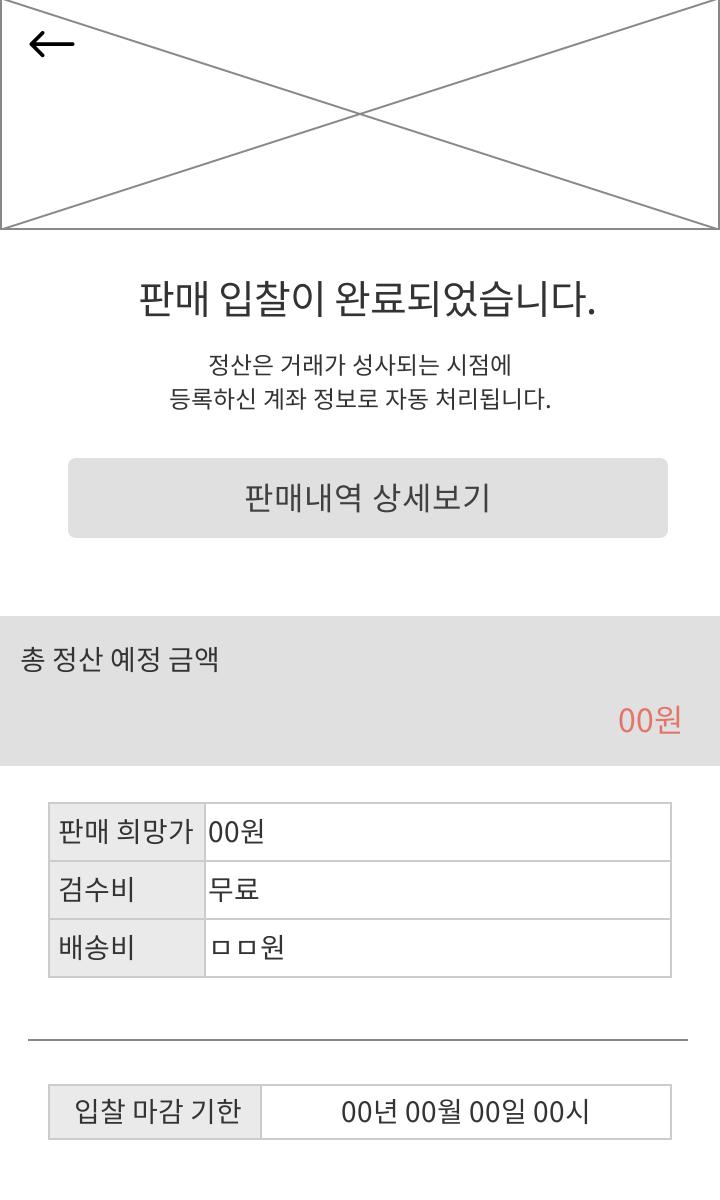 판매 입찰이 완료되었습니다.
정산은 거래가 성사되는 시점에
등록하신 계좌 정보로 자동 처리됩니다.
판매내역 상세보기
총 정산 예정 금액
00원
판매 희망가 00원
검수비 무료
배송비 ㅁㅁ원
입찰 마감 기한 00년 00월 00일 00시